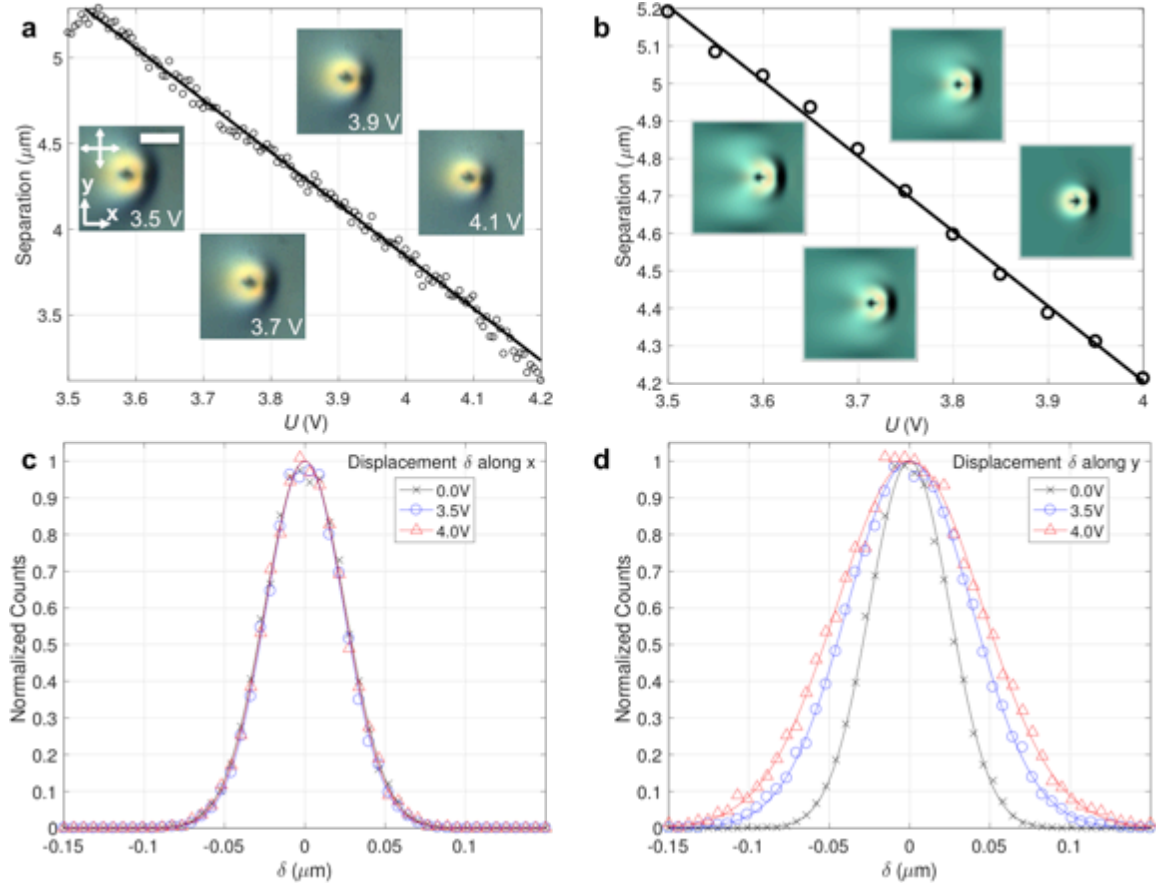 a
Separation (μm)
5
4.5
4
3.5
3.5
3.6
3.7
3.8
3.9
4
4.1
4.2
U (V)
y
x
3.5 V
3.9 V
3.7 V
4.1 V
b
Separation (μm)
5.2
5.1
5
4.9
4.8
4.7
4.6
4.5
4.4
4.3
4.2
3.5
3.6
3.7
3.8
3.9
4
U (V)
c
Displacement δ along x
0.0V
3.5V
4.0V
Normalized Counts
1
0.9
0.8
0.7
0.6
0.5
0.4
0.3
0.2
0.1
0
-0.15
-0.1
-0.05
0
0.05
0.1
δ (μm)
d
Displacement δ along y
0.0V
3.5V
4.0V
Normalized Counts
1
0.9
0.8
0.7
0.6
0.5
0.4
0.3
0.2
0.1
0
-0.15
-0.1
-0.05
0
0.05
0.1
δ (μm)